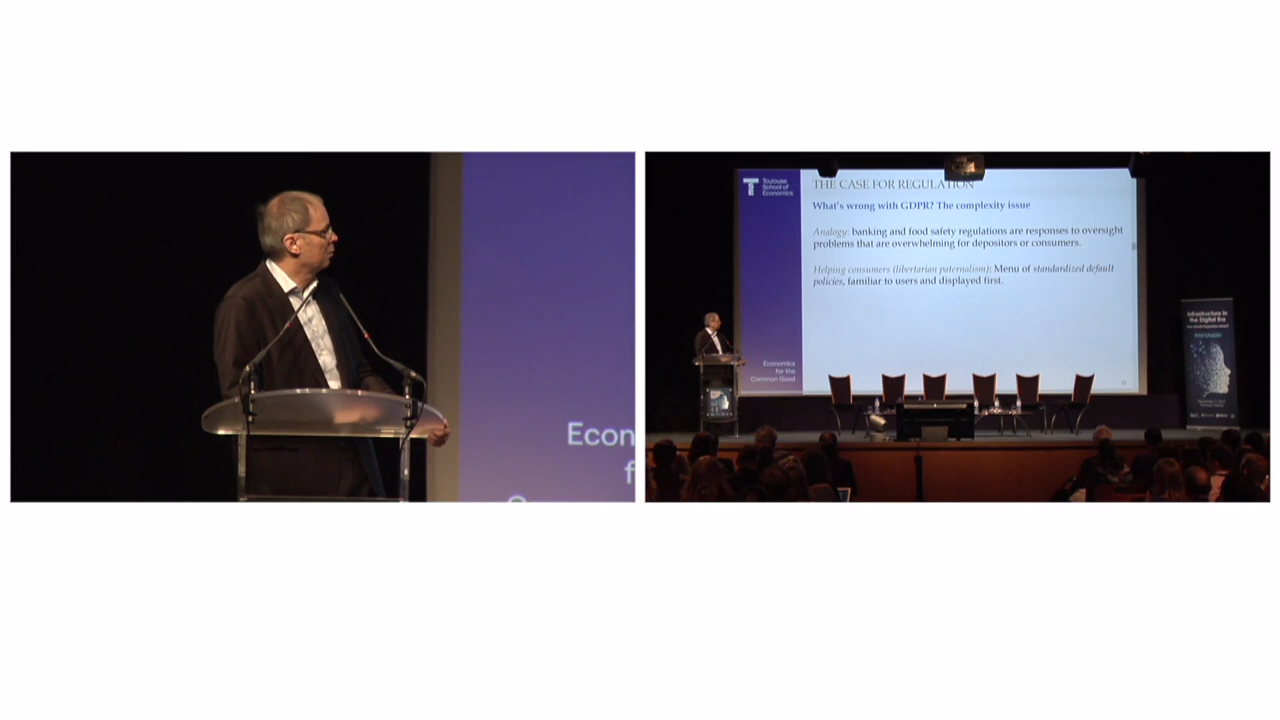 Econ
f
Toulouse
School of
Economics
THE CASE FOR REGULATION
What's wrong with GDPR? The complexity issue
Analogy: banking and food safety regulations are responses to oversight
problems that are overwhelming for depositors or consumers.
Helping consumers (libertarian paternalism): Menu of standardized default
policies, familiar to users and displayed first.
Economics
for the
Common Good
Infrastructure in
the Digital Era